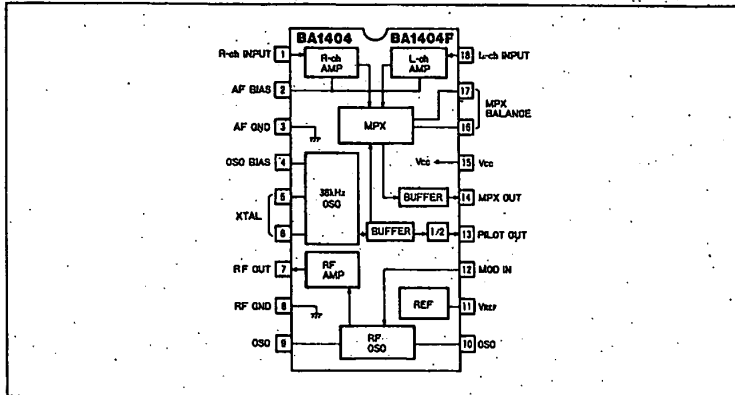 BA1404 BA1404F
R-ch INPUT 1
R-ch AMP
L-ch AMP
18 L-ch INPUT
AF BIAS 2
17
MPX BALANCE
AF GND 3
MPX
16
OSO BIAS 4
Vcc
15 Vcc
XTAL
5
38kHz OSO
BUFFER
14 MPX OUT
6
BUFFER
1/2
13 PILOT OUT
RF OUT 7
RF AMP
12 MOD IN
RF GND 8
REF
11 VREF
OSO 9
RF OSO
10 OSO